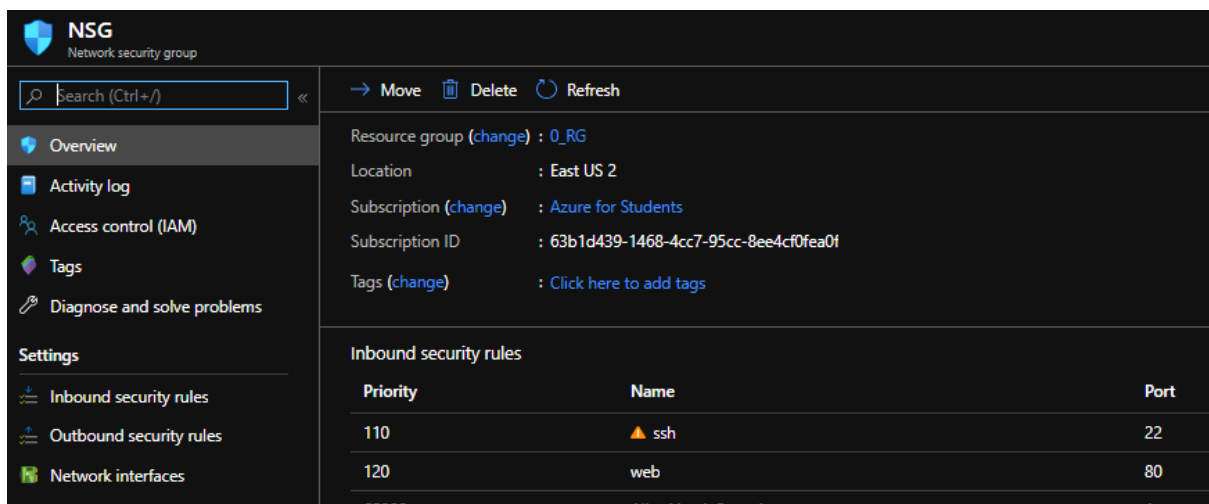 NSG
Network security group
Search (Ctrl+/)
«
Overview
Activity log
Access control (IAM)
Tags
Diagnose and solve problems
Settings
Inbound security rules
Outbound security rules
Network interfaces
Move Delete Refresh
Resource group (change) : 0_RG
Location : East US 2
Subscription (change) : Azure for Students
Subscription ID : 63b1d439-1468-4cc7-95cc-8ee4cf0fea0f
Tags (change) : Click here to add tags
Inbound security rules
Priority Name Port
110 ssh 22
120 web 80